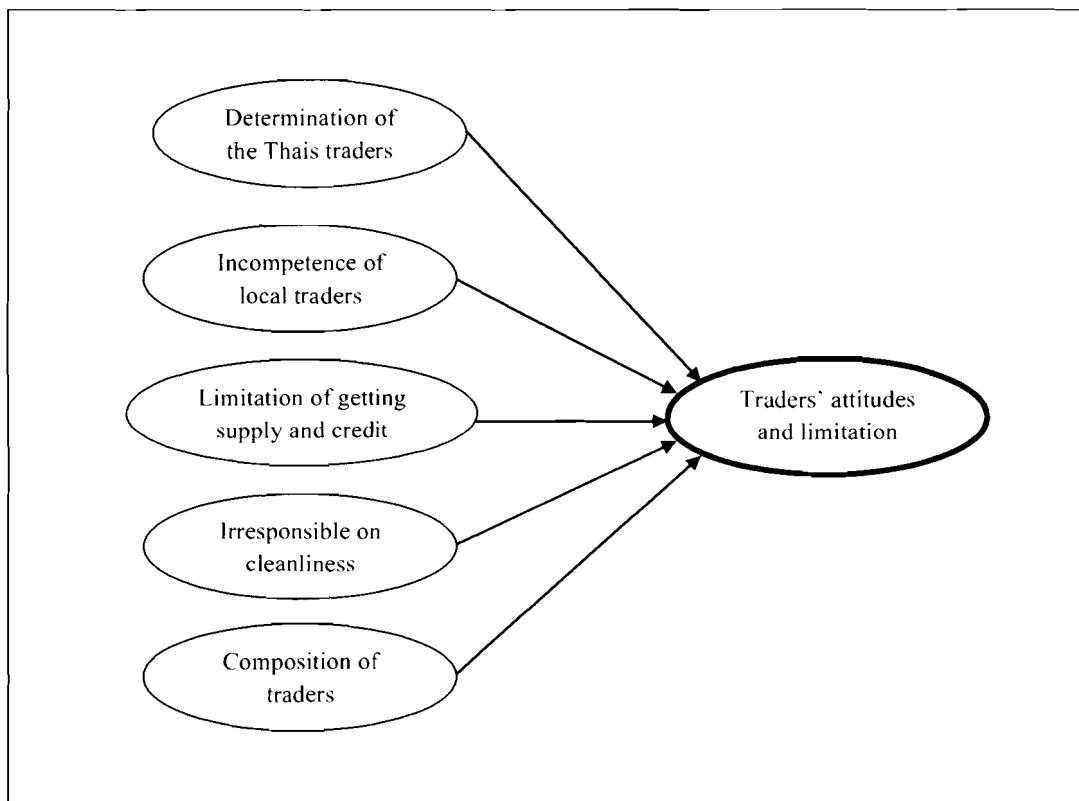 Determination of
the Thais traders
Incompetence of
local traders
Limitation of getting
supply and credit
Irresponsible on
cleanliness
Composition of
traders
Traders' attitudes
and limitation